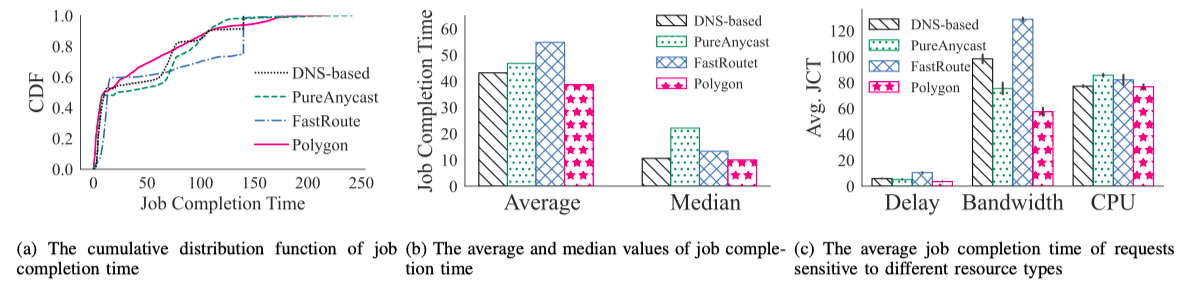 CDF
1.0
0.8
0.6
0.4
0.2
0.0
DNS-based
PureAnycast
FastRoute
Polygon
0 50 100 150 200 250
Job Completion Time
Job Completion Time
60
50
40
30
20
10
0
DNS-based
PureAnycast
FastRoutet
Polygon
Average Median
Avg. JCT
120
100
80
60
40
20
0
DNS-based
PureAnycast
FastRoute
Polygon
Delay Bandwidth CPU
(a) The cumulative distribution function of job
completion time
(b) The average and median values of job comple-
tion time
(c) The average job completion time of requests
sensitive to different resource types